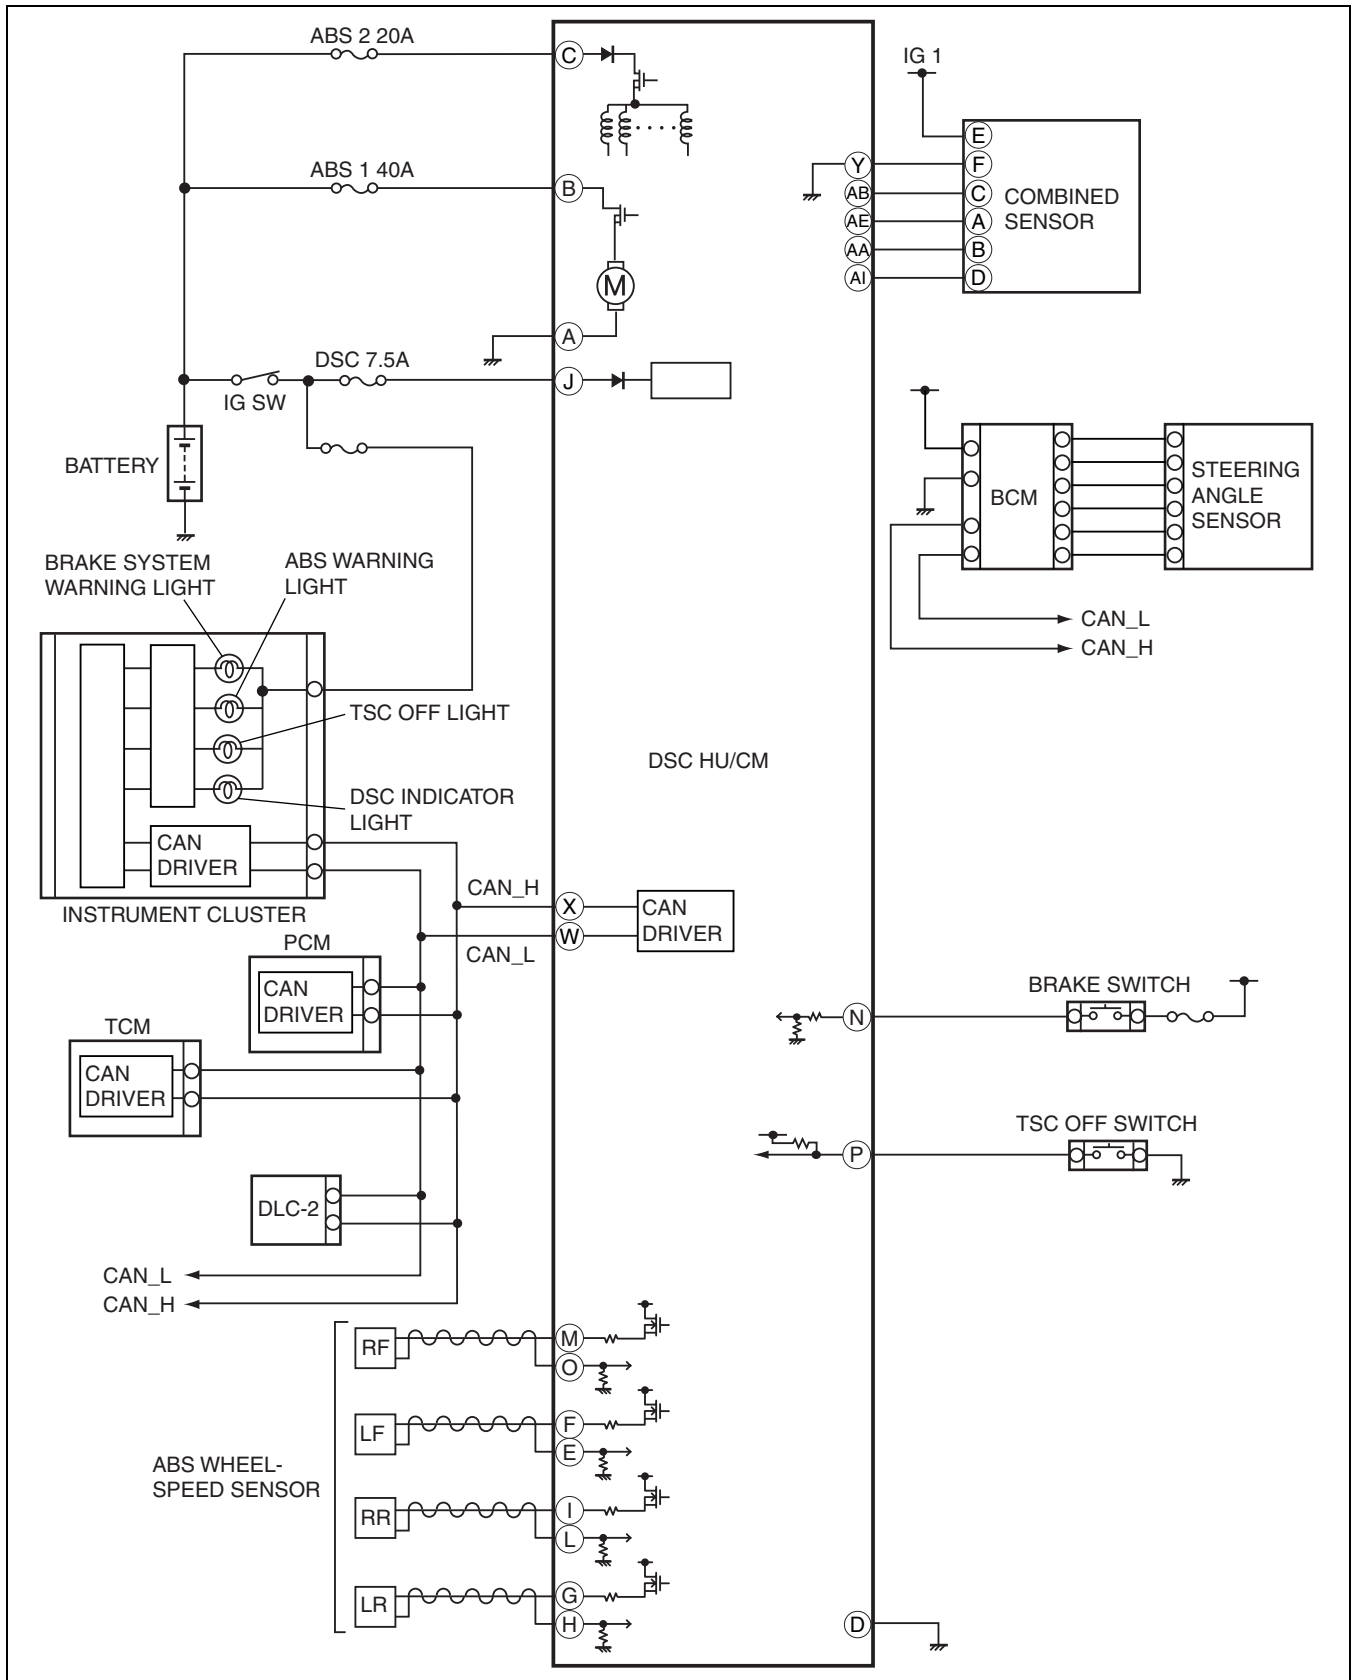 ABS 2 20A
C
IG 1
E
ABS 1 40A
B
Y
F
AB
C
COMBINED
SENSOR
AE
A
AA
B
AI
D
M
A
DSC 7.5A
J
IG SW
BATTERY
BCM
STEERING
ANGLE
SENSOR
BRAKE SYSTEM
WARNING LIGHT
ABS WARNING
LIGHT
CAN_L
CAN_H
TSC OFF LIGHT
DSC HU/CM
DSC INDICATOR
LIGHT
CAN
DRIVER
INSTRUMENT CLUSTER
CAN_H
X
CAN
DRIVER
W
CAN_L
PCM
CAN
DRIVER
TCM
CAN
DRIVER
BRAKE SWITCH
N
TSC OFF SWITCH
P
DLC-2
CAN_L
CAN_H
ABS WHEEL-
SPEED SENSOR
RF
M
O
LF
F
E
RR
I
L
LR
G
H
D